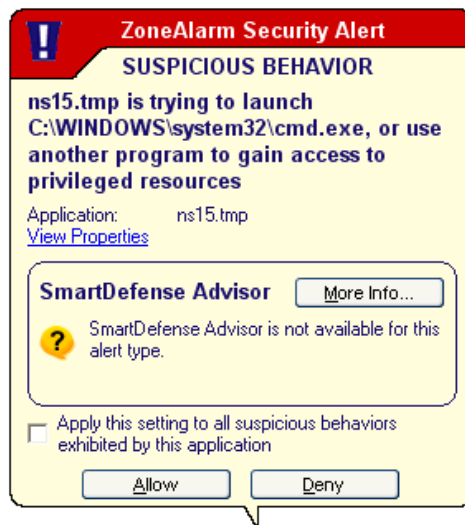 ZoneAlarm Security Alert
SUSPICIOUS BEHAVIOR
ns15.tmp is trying to launch
C:\WINDOWS\system32\cmd.exe, or use
another program to gain access to
privileged resources
Application: ns15.tmp
View Properties
SmartDefense Advisor More Info...
SmartDefense Advisor is not available for this
alert type.
Apply this setting to all suspicious behaviors
exhibited by this application
Allow Deny